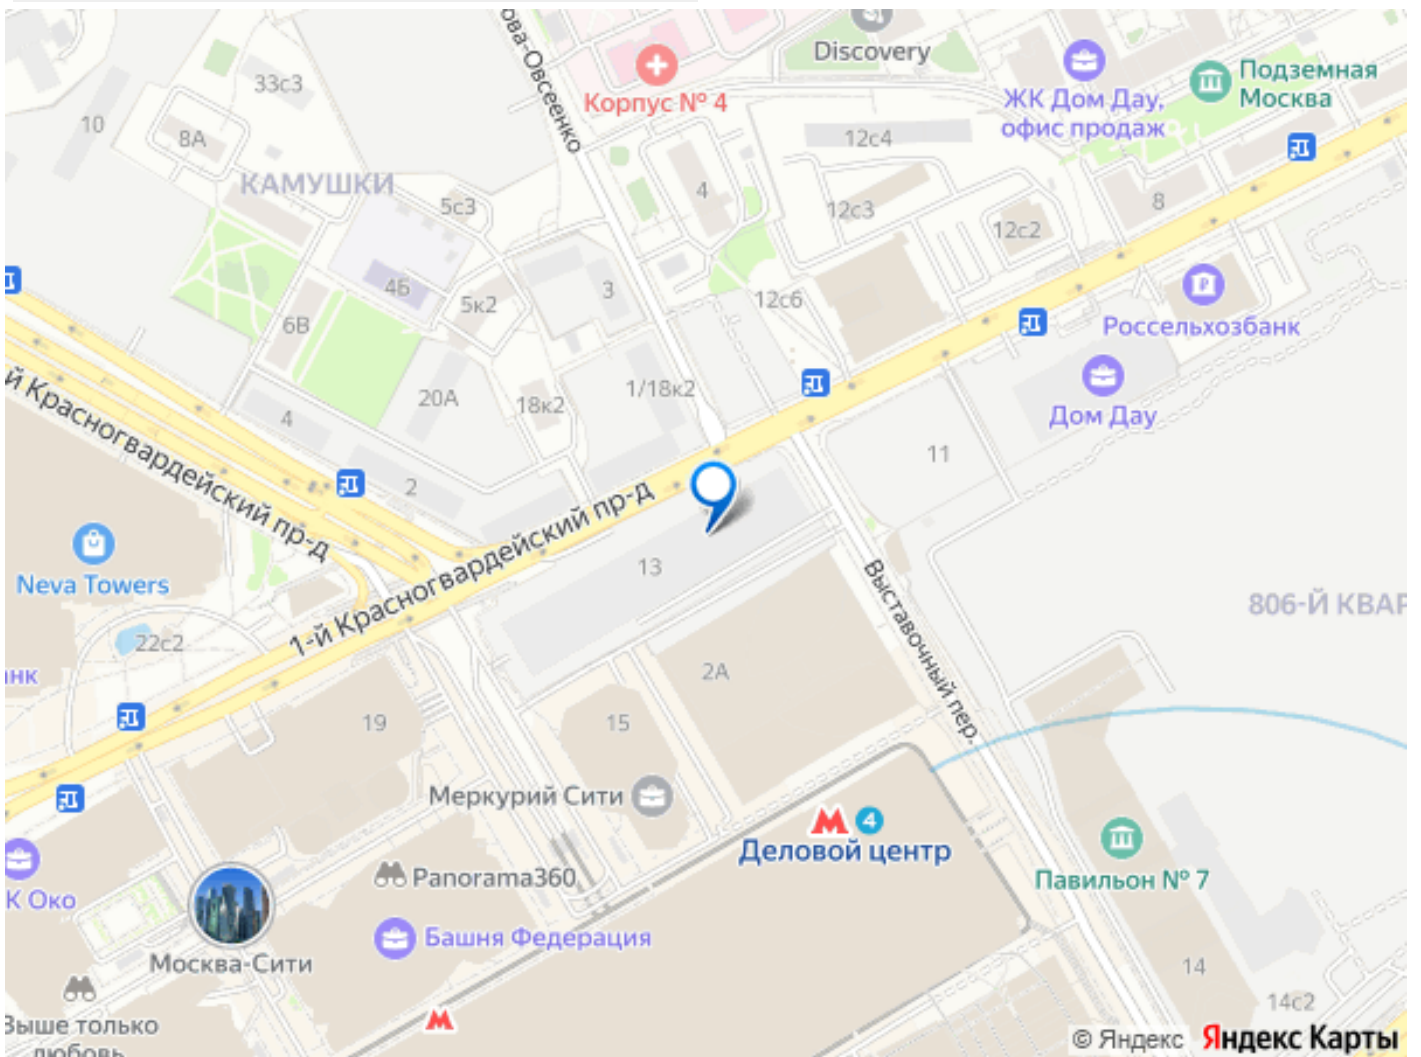 ова-Овсеенко
Discovery
Подземная
Москва
ЖК Дом Дау,
офис продаж
Корпус № 4
33с3
10
8А
12с4
КАМУШКИ
4
5с3
12с3
8
12с2
4б
3
5к2
12с6
6В
Россельхозбанк
20А
18к2
1/18к2
Дом Дау
й Красногвардейский пр-д
4
11
2
1-й Красногвардейский пр-д
13
Neva Towers
Выставочный пер.
806-Й КВАР
22с2
нк
2А
19
15
Меркурий Сити
4
Деловой центр
Павильон № 7
К Око
Panorama360
Башня Федерация
Москва-Сити
14
14с2
Выше только
любовь
© Яндекс Яндекс Карты